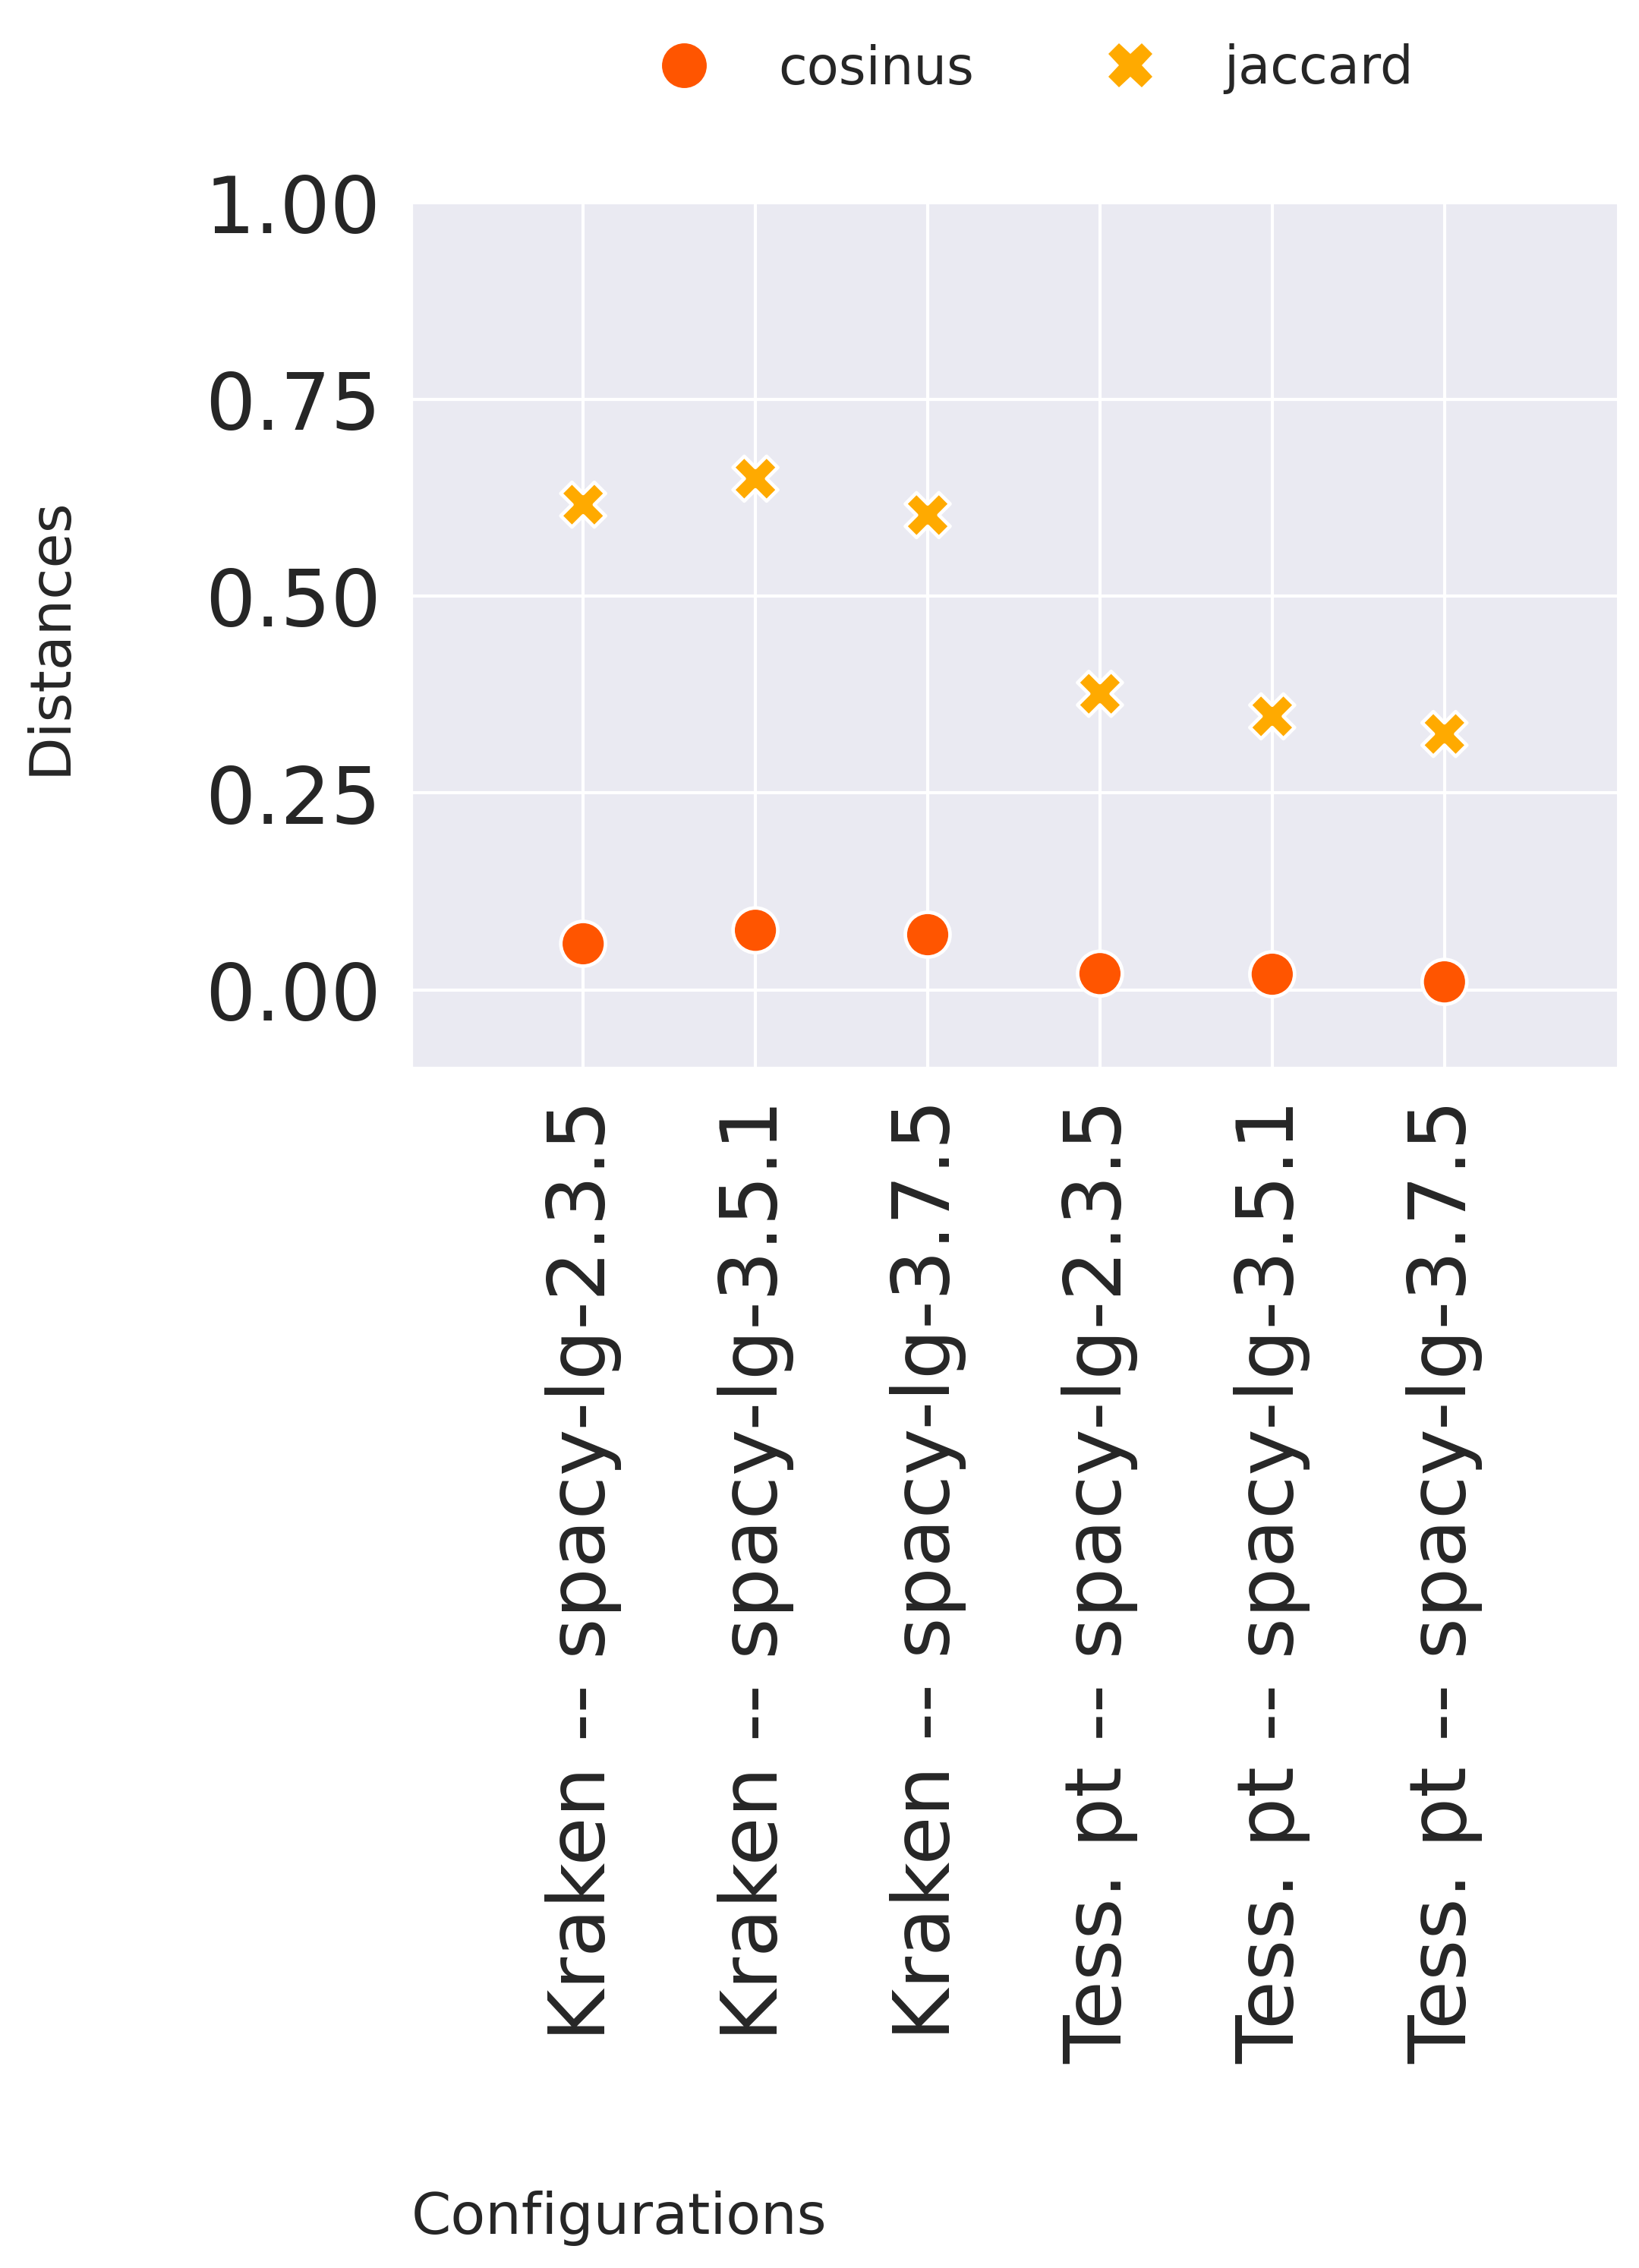 cosinus jaccard
Distances
1.00
0.75
0.50
0.25
0.00
Kraken -- spacy-lg-2.3.5
Kraken -- spacy-lg-3.5.1
Kraken -- spacy-lg-3.7.5
Tess. pt -- spacy-lg-2.3.5
Tess. pt -- spacy-lg-3.5.1
Tess. pt -- spacy-lg-3.7.5
Configurations